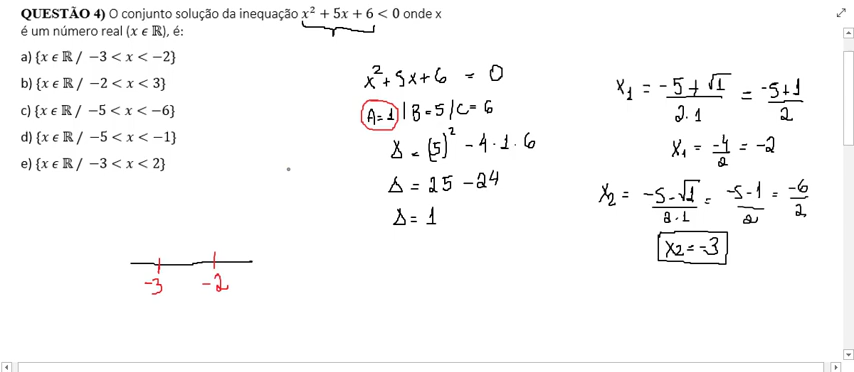 QUESTÃO 4) O conjunto solução da inequação x² + 5x + 6 < 0 onde x
é um número real (x ϵ ℝ), é:
a) {x ϵ ℝ / −3 < x < −2}
b) {x ϵ ℝ / −2 < x < 3}
c) {x ϵ ℝ / −5 < x < −6}
d) {x ϵ ℝ / −5 < x < −1}
e) {x ϵ ℝ / −3 < x < 2}
x² + 5x + 6 = 0
A = 1 | B = 5 / C = 6
Δ = (5)² − 4 · 1 · 6
Δ = 25 − 24
Δ = 1
x₁ = (−5 + √1)/(2 · 1) = (−5 + 1)/2
x₁ = −4/2 = −2
x₂ = (−5 − √1)/(2 · 1) = (−5 − 1)/2 = −6/2
x₂ = −3
−3 −2